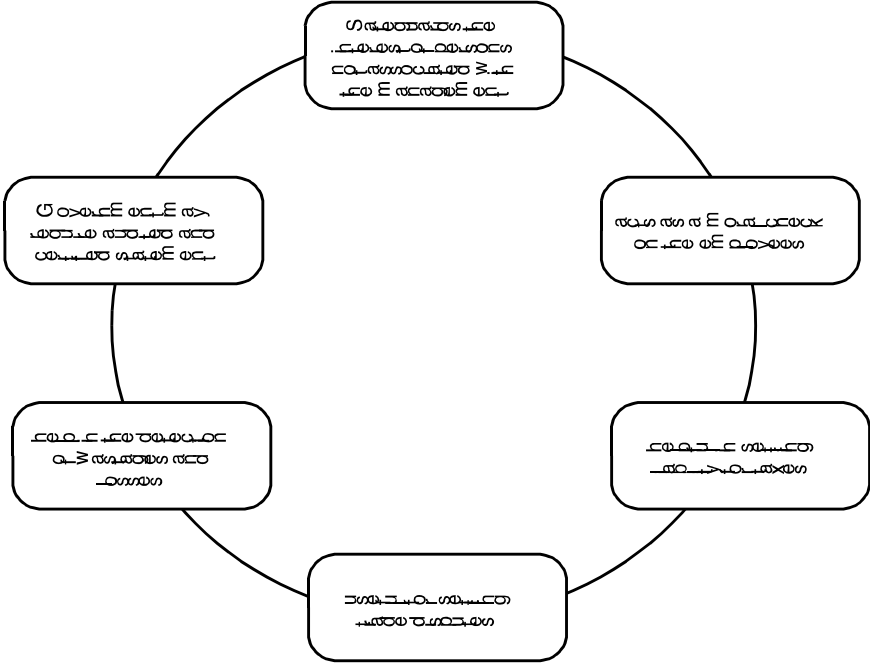 Safeguards the
interest of persons
not associated with
the management
acts as a moral check
on the employees
helpful in settling
liability for taxes
useful for settling
trade disputes
help in the detection
of wastages and
losses
Government may
require audited and
certified statement